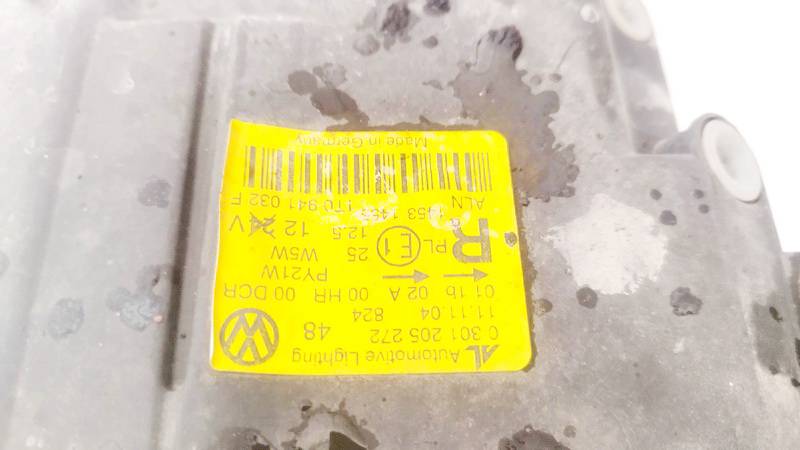 AL Automotive Lighting
0 301 205 272 48
11.11.04 824
01 1b 02 A 00 HR 00 DCR
PY21W
R PL E1 25 W5W
12.5 12 24 V
ALN 1T0 941 032 F
H
Made in Germany